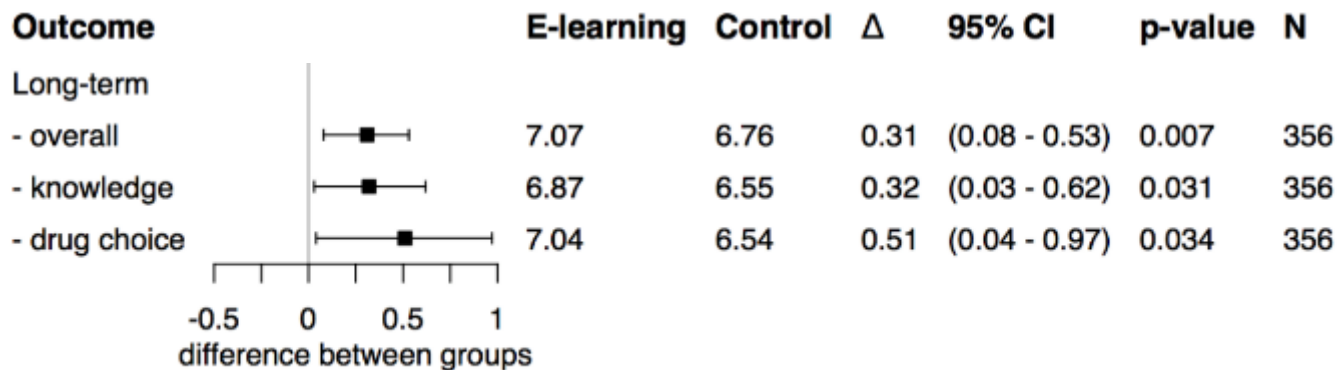 Outcome E-learning Control Δ 95% CI p-value N
Long-term
- overall 7.07 6.76 0.31 (0.08 - 0.53) 0.007 356
- knowledge 6.87 6.55 0.32 (0.03 - 0.62) 0.031 356
- drug choice 7.04 6.54 0.51 (0.04 - 0.97) 0.034 356
-0.5 0 0.5 1
difference between groups